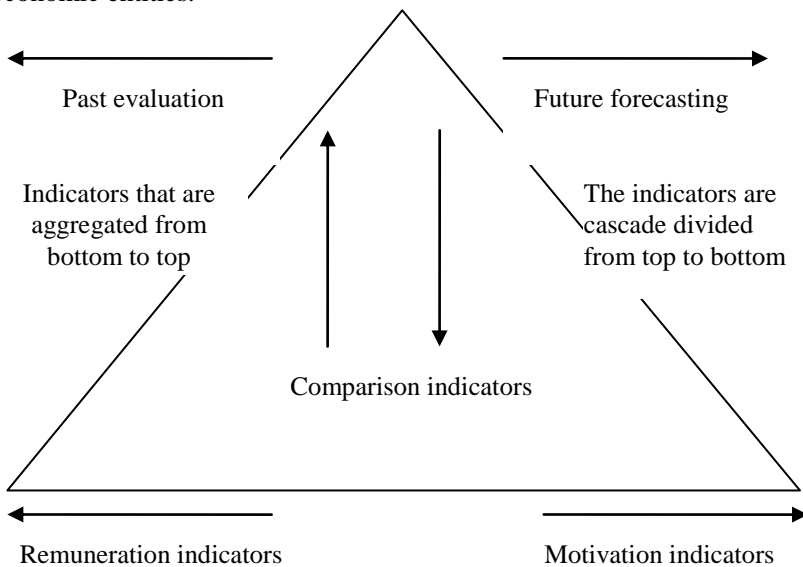 economic entities.
Past evaluation
Future forecasting
Indicators that are
aggregated from
bottom to top
The indicators are
cascade divided
from top to bottom
Comparison indicators
Remuneration indicators
Motivation indicators